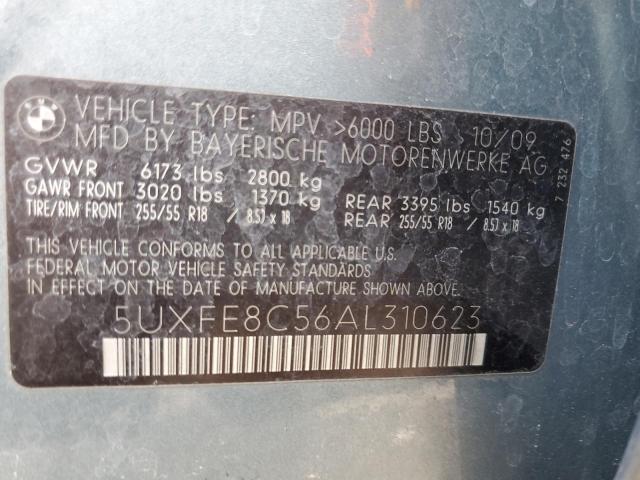 BMW
VEHICLE TYPE: MPV >6000 LBS 10/09
MFD BY BAYERISCHE MOTORENWERKE AG
GVWR 6173 lbs 2800 kg
GAWR FRONT 3020 lbs 1370 kg REAR 3395 lbs 1540 kg
TIRE/RIM FRONT 255/55 R18 / 8.5J x 18 REAR 255/55 R18 / 8.5J x 18
THIS VEHICLE CONFORMS TO ALL APPLICABLE U.S.
FEDERAL MOTOR VEHICLE SAFETY STANDARDS
IN EFFECT ON THE DATE OF MANUFACTURE SHOWN ABOVE.
5UXFE8C56AL310623
7 232 476